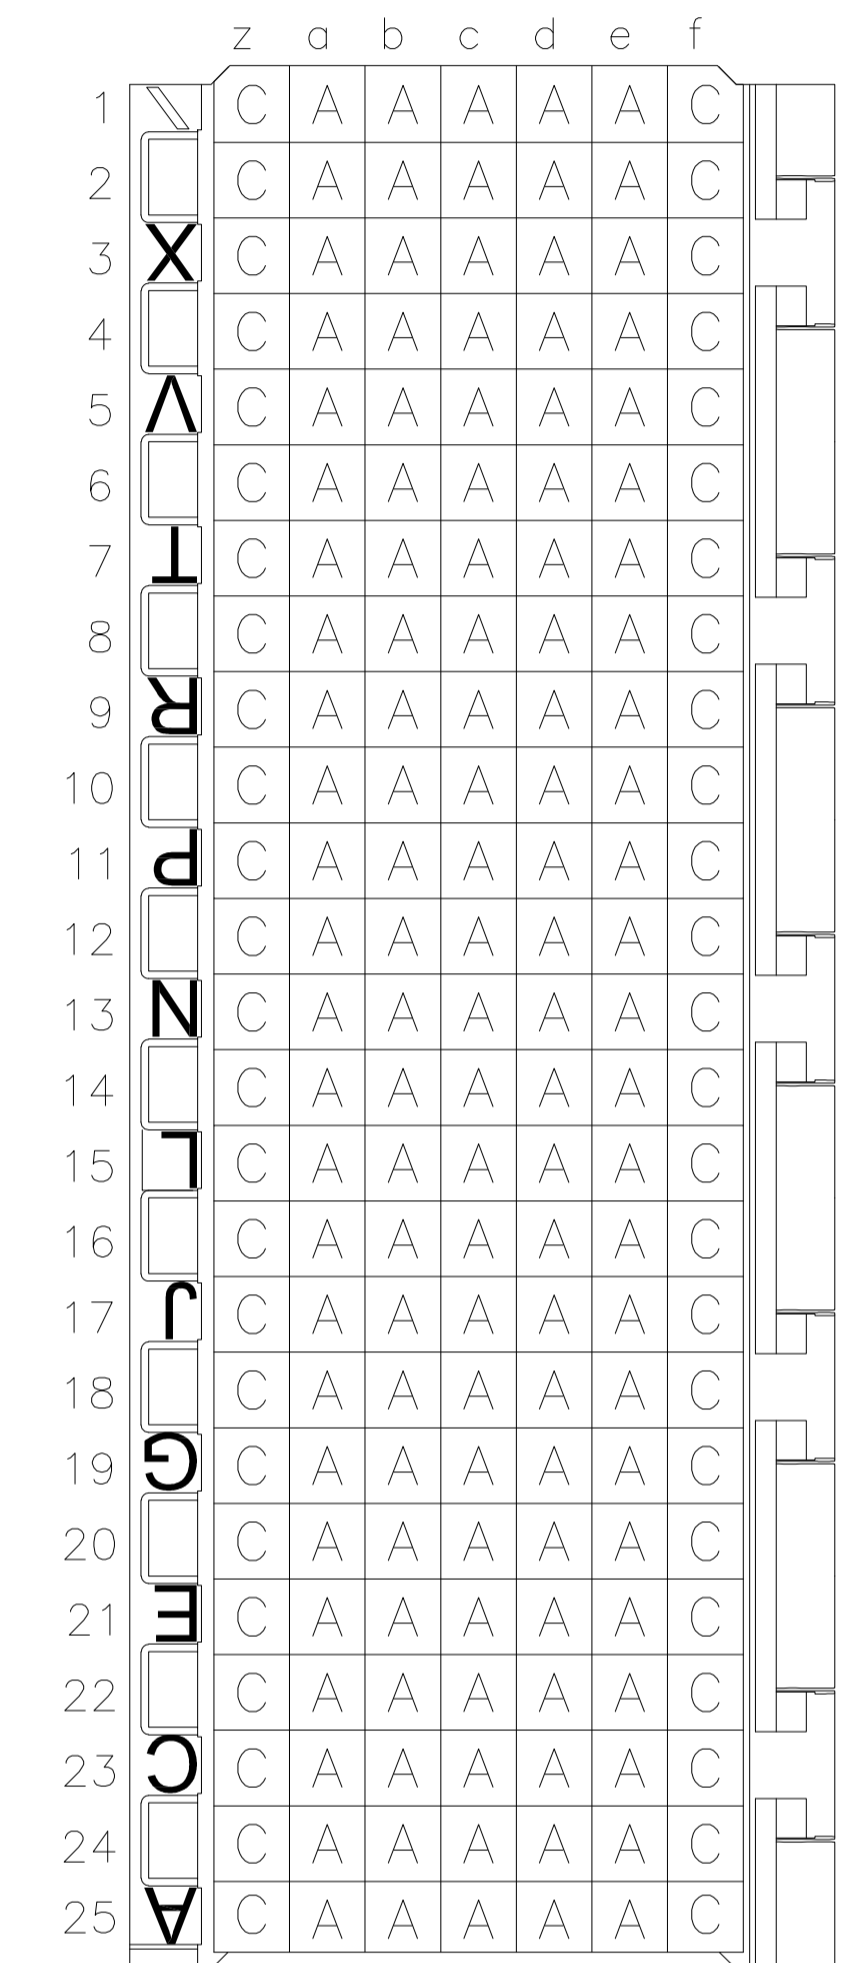 z a b c d e f
1 \ C A A A A A C
2 C A A A A A C
3 X C A A A A A C
4 C A A A A A C
5 V C A A A A A C
6 C A A A A A C
7 T C A A A A A C
8 C A A A A A C
9 R C A A A A A C
10 C A A A A A C
11 P C A A A A A C
12 C A A A A A C
13 N C A A A A A C
14 C A A A A A C
15 L C A A A A A C
16 C A A A A A C
17 J C A A A A A C
18 C A A A A A C
19 G C A A A A A C
20 C A A A A A C
21 E C A A A A A C
22 C A A A A A C
23 C C A A A A A C
24 C A A A A A C
25 A C A A A A A C